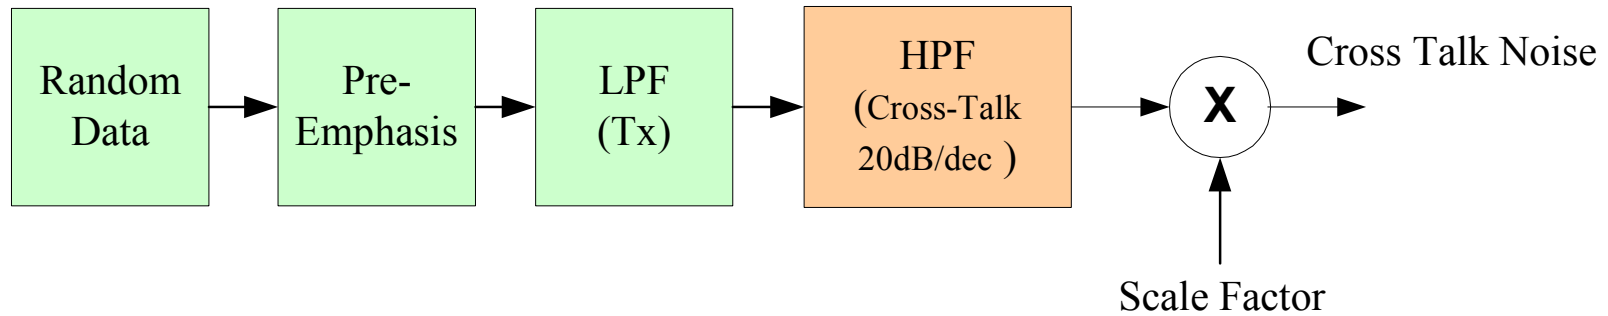 Random
Data
Pre-
Emphasis
LPF
(Tx)
HPF
(Cross-Talk
20dB/dec )
X
Cross Talk Noise
Scale Factor